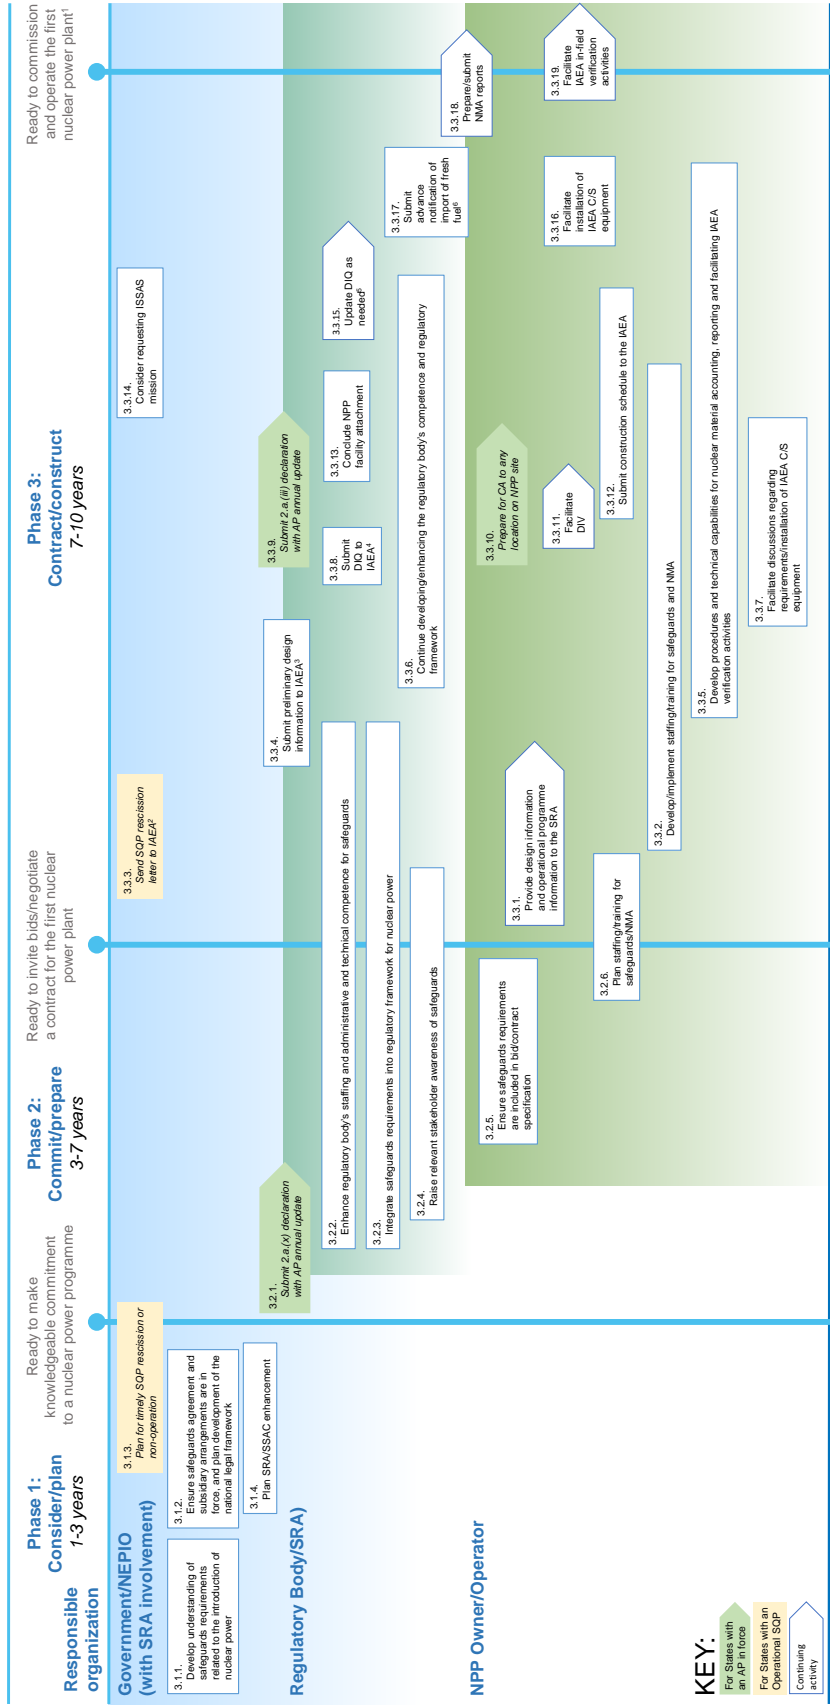 Phase 1:
Consider/plan
1-3 years
Ready to make
knowledgeable commitment
to a nuclear power programme
Phase 2:
Commit/prepare
3-7 years
Ready to invite bids/negotiate
a contract for the first nuclear
power plant
Phase 3:
Contract/construct
7-10 years
Ready to commission
and operate the first
nuclear power plant¹
Responsible
organization
Government/NEPIO
(with SRA involvement)
3.1.1.
Develop understanding of
safeguards requirements
related to the introduction of
nuclear power
3.1.2.
Ensure safeguards agreement and
subsidiary arrangements are in
force, and plan development of the
national legal framework
3.1.3.
Plan for timely SQP rescission or
non-operation
3.1.4.
Plan SRA/SSAC enhancement
3.3.3.
Send SQP rescission
letter to IAEA²
3.3.14.
Consider requesting ISSAS
mission
Regulatory Body/SRA)
3.2.1.
Submit 2.a.(x) declaration
with AP annual update
3.2.2.
Enhance regulatory body's staffing and administrative and technical competence for safeguards
3.2.3.
Integrate safeguards requirements into regulatory framework for nuclear power
3.2.4.
Raise relevant stakeholder awareness of safeguards
3.3.4.
Submit preliminary design
information to IAEA³
3.3.9.
Submit 2.a.(iii) declaration
with AP annual update
3.3.8.
Submit
DIQ to
IAEA⁴
3.3.13.
Conclude NPP
facility attachment
3.3.15.
Update DIQ as
needed⁵
3.3.6.
Continue developing/enhancing the regulatory body's competence and regulatory
framework
3.3.17.
Submit
advance
notification of
import of fresh
fuel⁶
3.3.18.
Prepare/submit
NMA reports
NPP Owner/Operator
3.2.5.
Ensure safeguards requirements
are included in bid/contract
specification
3.2.6.
Plan staffing/training for
safeguards/NMA
3.3.1.
Provide design information
and operational programme
information to the SRA
3.3.10.
Prepare for CA to any
location on NPP site
3.3.11.
Facilitate
DIV
3.3.12.
Submit construction schedule to the IAEA
3.3.16.
Facilitate
installation of
IAEA C/S
equipment
3.3.19.
Facilitate
IAEA in-field
verification
activities
3.3.2.
Develop/implement staffing/training for safeguards and NMA
3.3.5.
Develop procedures and technical capabilities for nuclear material accounting, reporting and facilitating IAEA
verification activities
3.3.7.
Facilitate discussions regarding
requirements/installation of IAEA C/S
equipment
KEY:
For States with
an AP in force
For States with an
Operational SQP
Continuing
activity